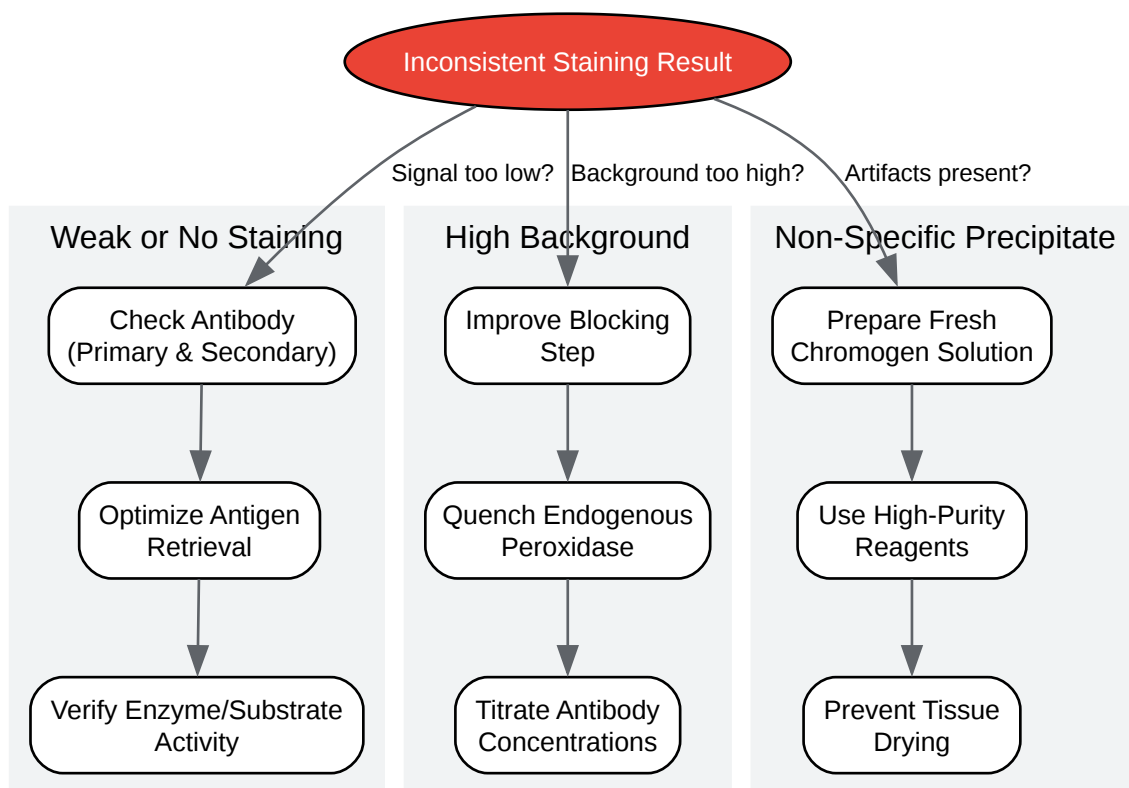 Inconsistent Staining Result
Signal too low?
Background too high?
Artifacts present?
Weak or No Staining
Check Antibody
(Primary & Secondary)
Optimize Antigen
Retrieval
Verify Enzyme/Substrate
Activity
High Background
Improve Blocking
Step
Quench Endogenous
Peroxidase
Titrate Antibody
Concentrations
Non-Specific Precipitate
Prepare Fresh
Chromogen Solution
Use High-Purity
Reagents
Prevent Tissue
Drying